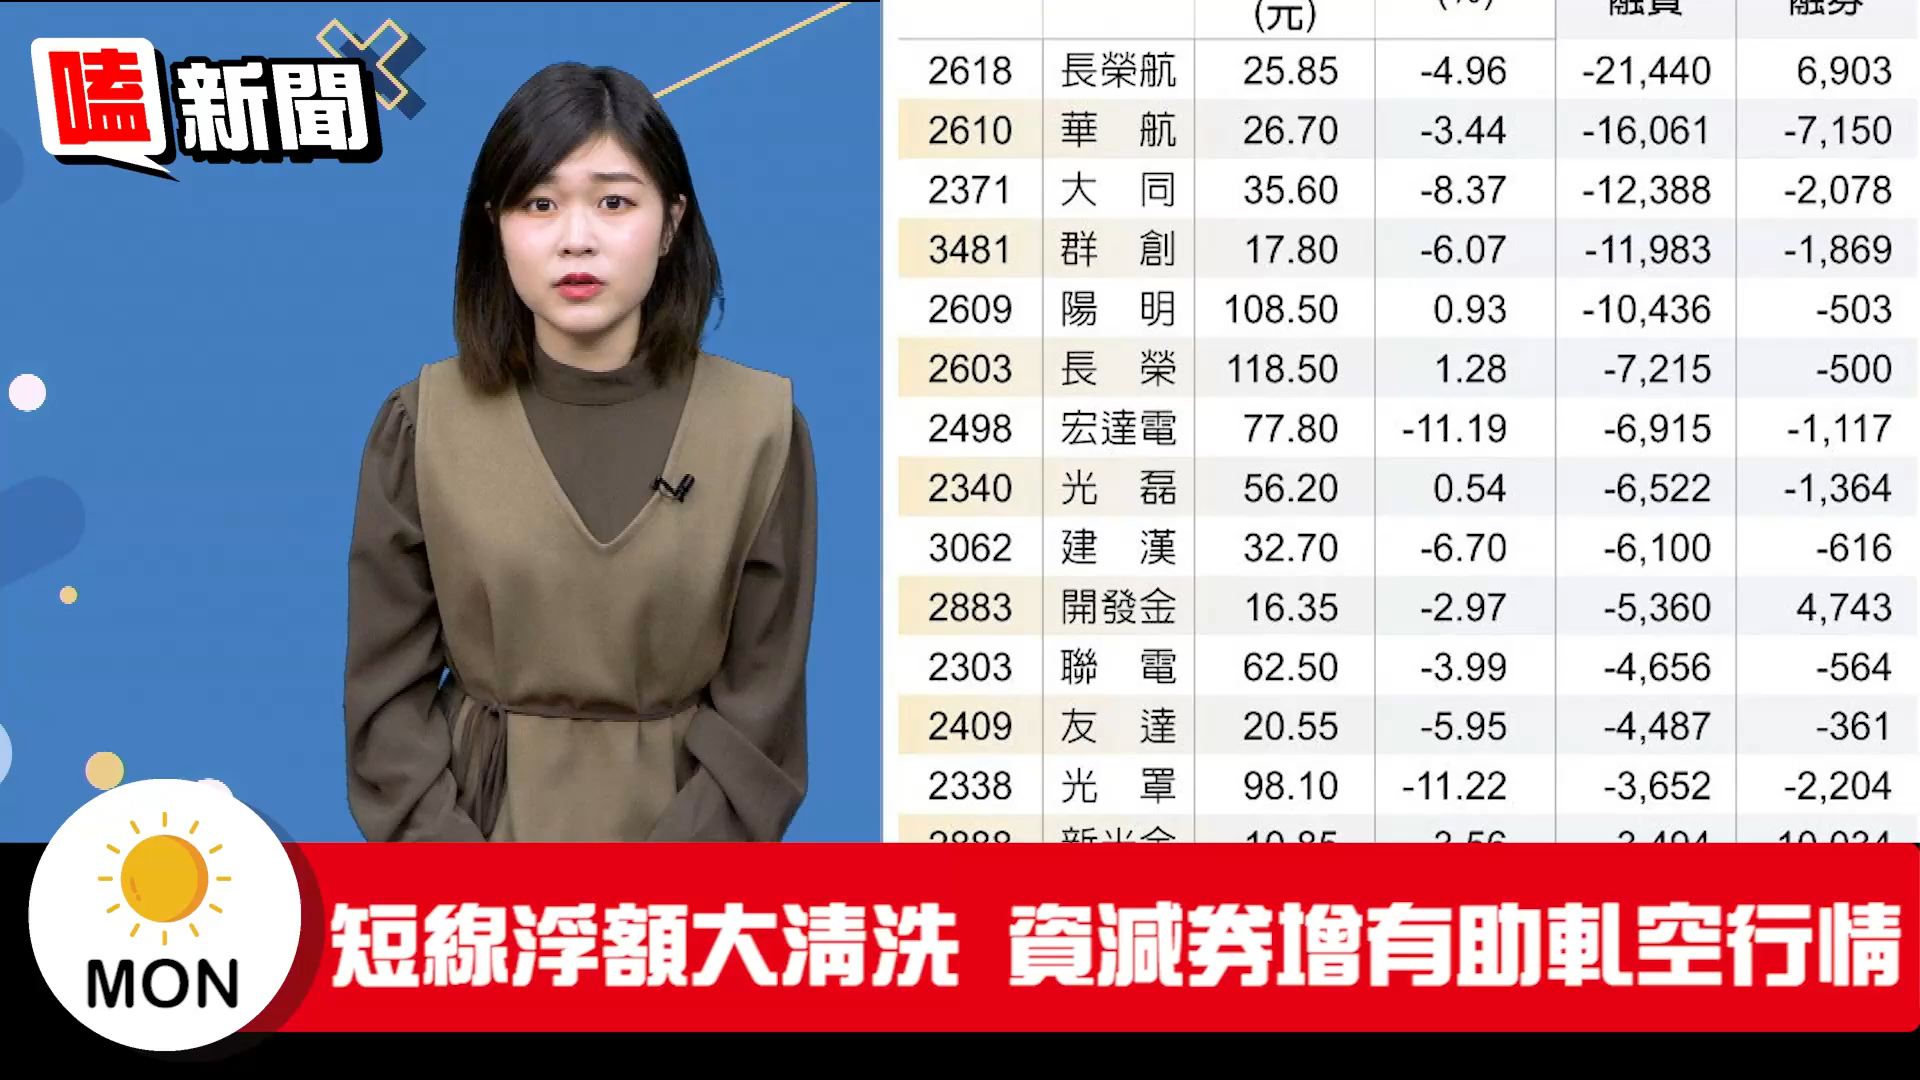 嗑新聞
(元) (%) 融資 融券
2618 長榮航 25.85 -4.96 -21,440 6,903
2610 華航 26.70 -3.44 -16,061 -7,150
2371 大同 35.60 -8.37 -12,388 -2,078
3481 群創 17.80 -6.07 -11,983 -1,869
2609 陽明 108.50 0.93 -10,436 -503
2603 長榮 118.50 1.28 -7,215 -500
2498 宏達電 77.80 -11.19 -6,915 -1,117
2340 光磊 56.20 0.54 -6,522 -1,364
3062 建漢 32.70 -6.70 -6,100 -616
2883 開發金 16.35 -2.97 -5,360 4,743
2303 聯電 62.50 -3.99 -4,656 -564
2409 友達 20.55 -5.95 -4,487 -361
2338 光罩 98.10 -11.22 -3,652 -2,204
2888 新光金
MON
短線浮額大清洗 資減券增有助軋空行情